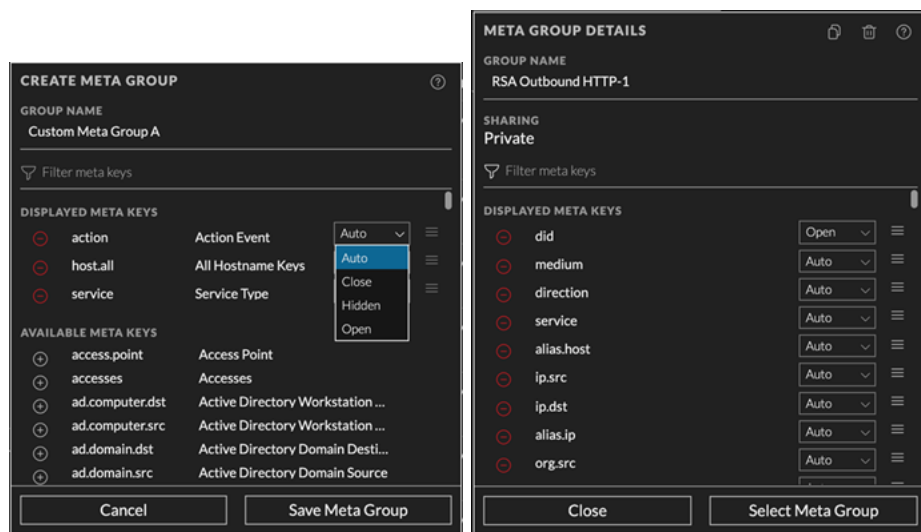 CREATE META GROUP
GROUP NAME
Custom Meta Group A
Filter meta keys
DISPLAYED META KEYS
action Action Event Auto
host.all All Hostname Keys
service Service Type
Auto
Close
Hidden
Open
AVAILABLE META KEYS
access.point Access Point
accesses Accesses
ad.computer.dst Active Directory Workstation ...
ad.computer.src Active Directory Workstation ...
ad.domain.dst Active Directory Domain Desti...
ad.domain.src Active Directory Domain Source
Cancel Save Meta Group
META GROUP DETAILS
GROUP NAME
RSA Outbound HTTP-1
SHARING
Private
Filter meta keys
DISPLAYED META KEYS
did Open
medium Auto
direction Auto
service Auto
alias.host Auto
ip.src Auto
ip.dst Auto
alias.ip Auto
org.src Auto
Close Select Meta Group